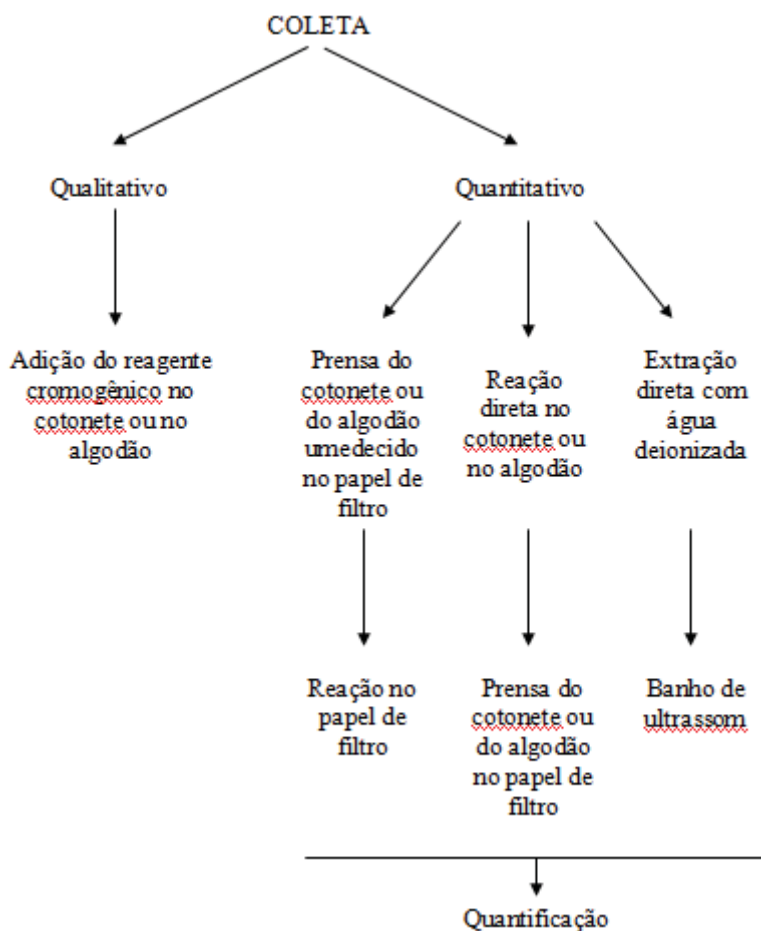 COLETA
Qualitativo
Quantitativo
Adição do reagente
cromogênico no
cotonete ou no
algodão
Prensa do
cotonete ou
do algodão
umedecido
no papel de
filtro
Reação
direta no
cotonete ou
no algodão
Extração
direta com
água
deionizada
Reação no
papel de
filtro
Prensa do
cotonete ou
do algodão
no papel de
filtro
Banho de
ultrassom
Quantificação